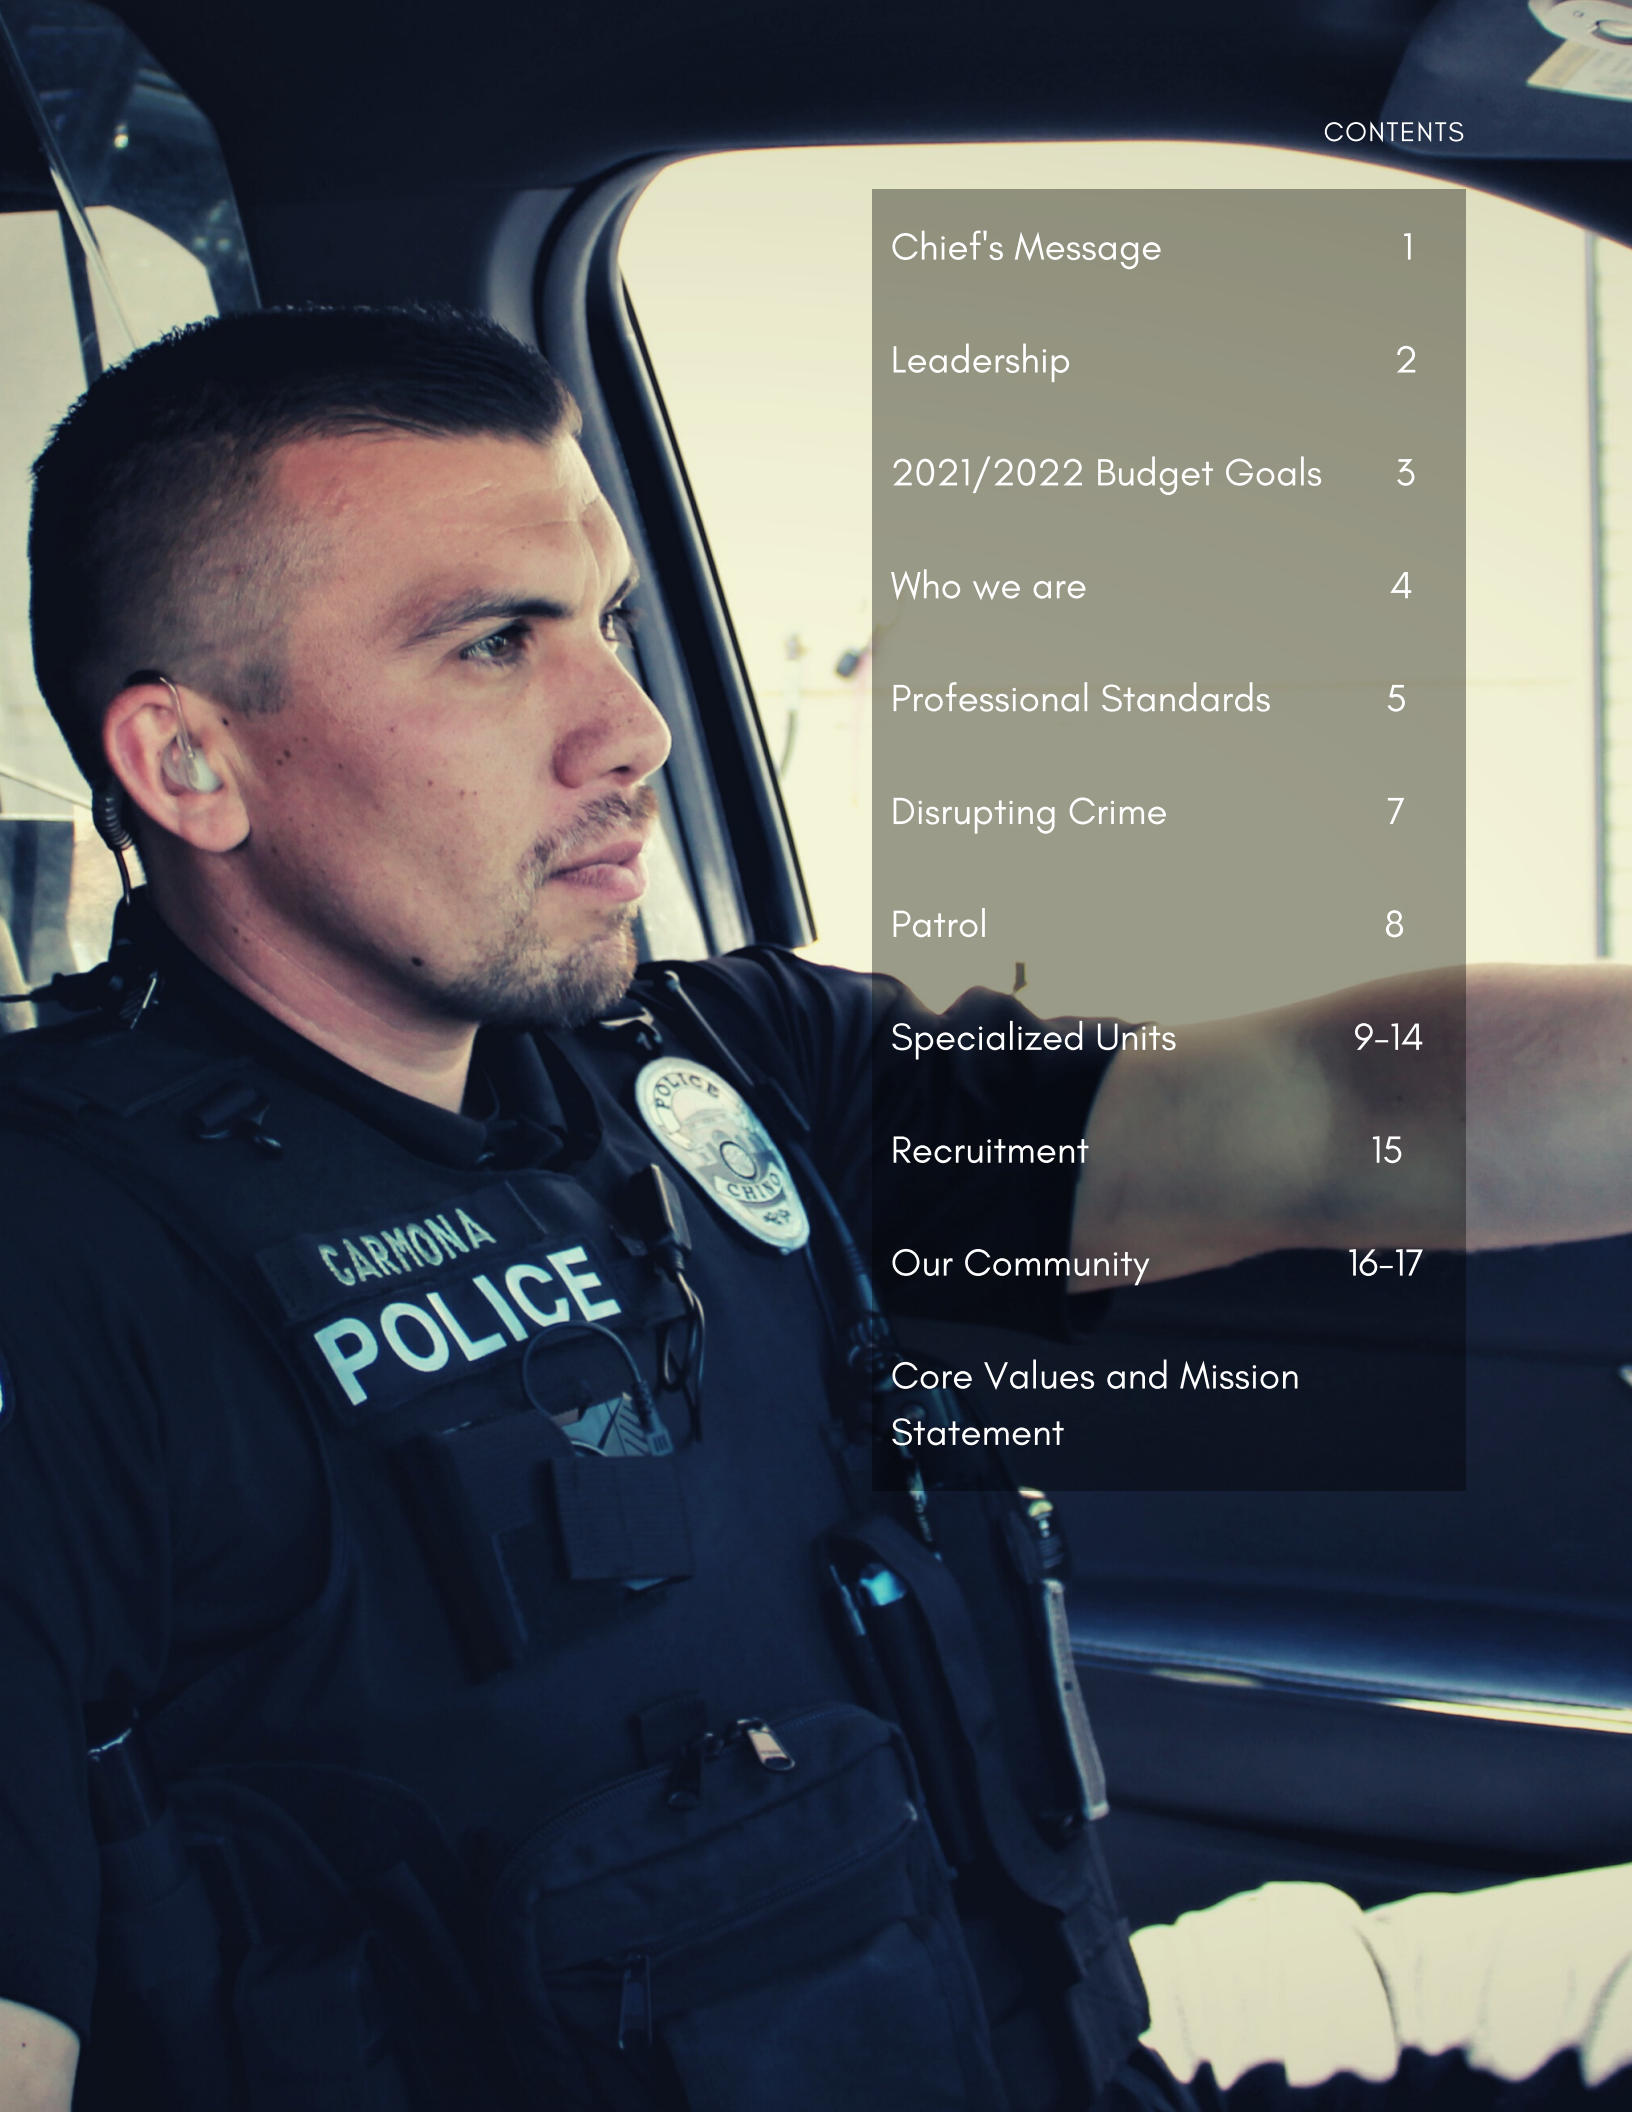 CONTENTS
Chief's Message 1
Leadership 2
2021/2022 Budget Goals 3
Who we are 4
Professional Standards 5
Disrupting Crime 7
Patrol 8
Specialized Units 9-14
Recruitment 15
Our Community 16-17
Core Values and Mission
Statement
POLICE
CHINO
CARMONA
POLICE